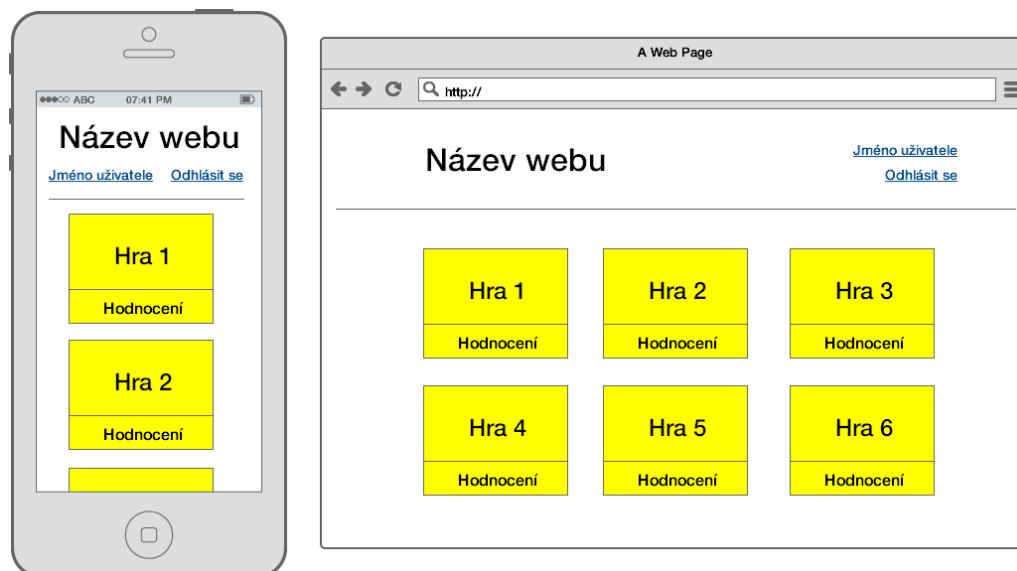 ABC 07:41 PM
Název webu
Jméno uživatele Odhlásit se
Hra 1
Hodnocení
Hra 2
Hodnocení
A Web Page
http://
Název webu
Jméno uživatele
Odhlásit se
Hra 1 Hra 2 Hra 3
Hodnocení Hodnocení Hodnocení
Hra 4 Hra 5 Hra 6
Hodnocení Hodnocení Hodnocení